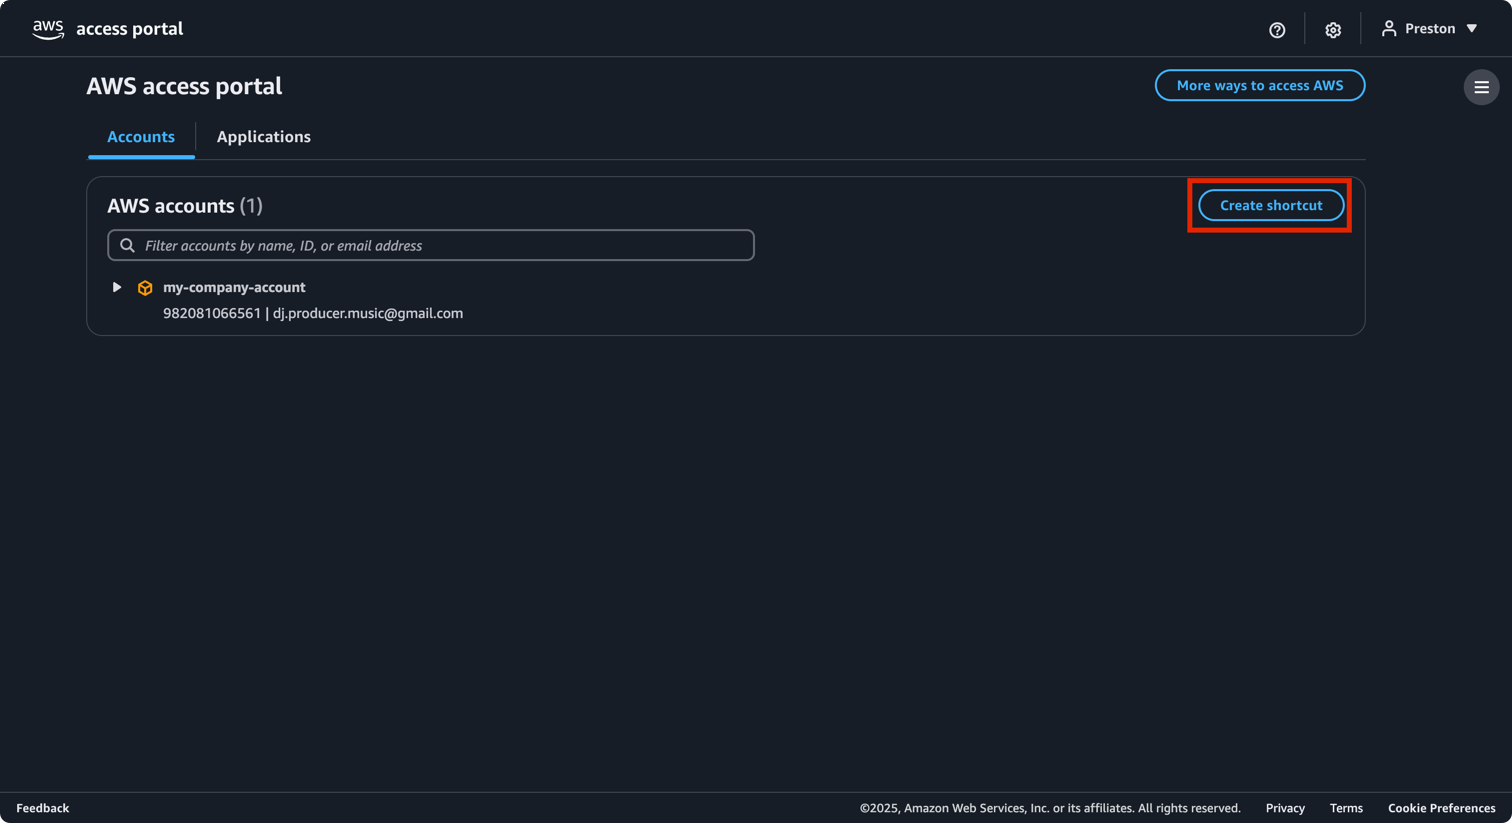 aws access portal
Preston
AWS access portal
More ways to access AWS
Accounts
Applications
AWS accounts (1)
Create shortcut
Filter accounts by name, ID, or email address
my-company-account
982081066561 | dj.producer.music@gmail.com
Feedback
©2025, Amazon Web Services, Inc. or its affiliates. All rights reserved.
Privacy
Terms
Cookie Preferences